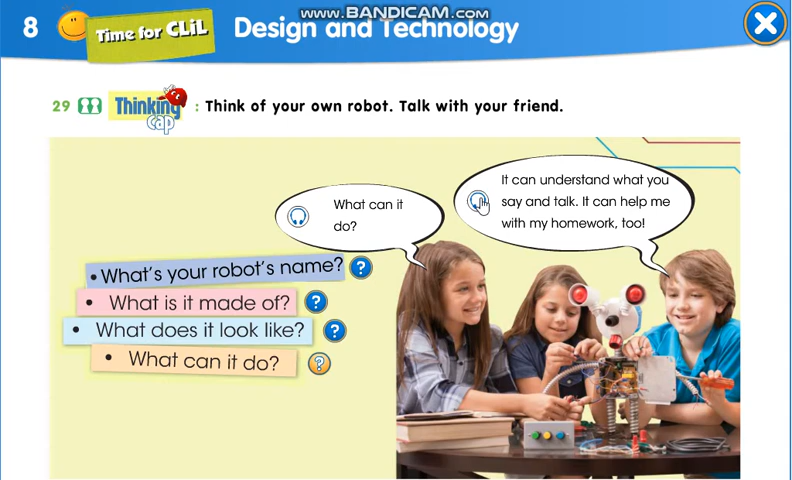 www.BANDICAM.com
8 Time for CLIL Design and Technology
29 Thinking cap : Think of your own robot. Talk with your friend.
What can it
do?
It can understand what you
say and talk. It can help me
with my homework, too!
• What's your robot's name? ?
• What is it made of? ?
• What does it look like? ?
• What can it do? ?